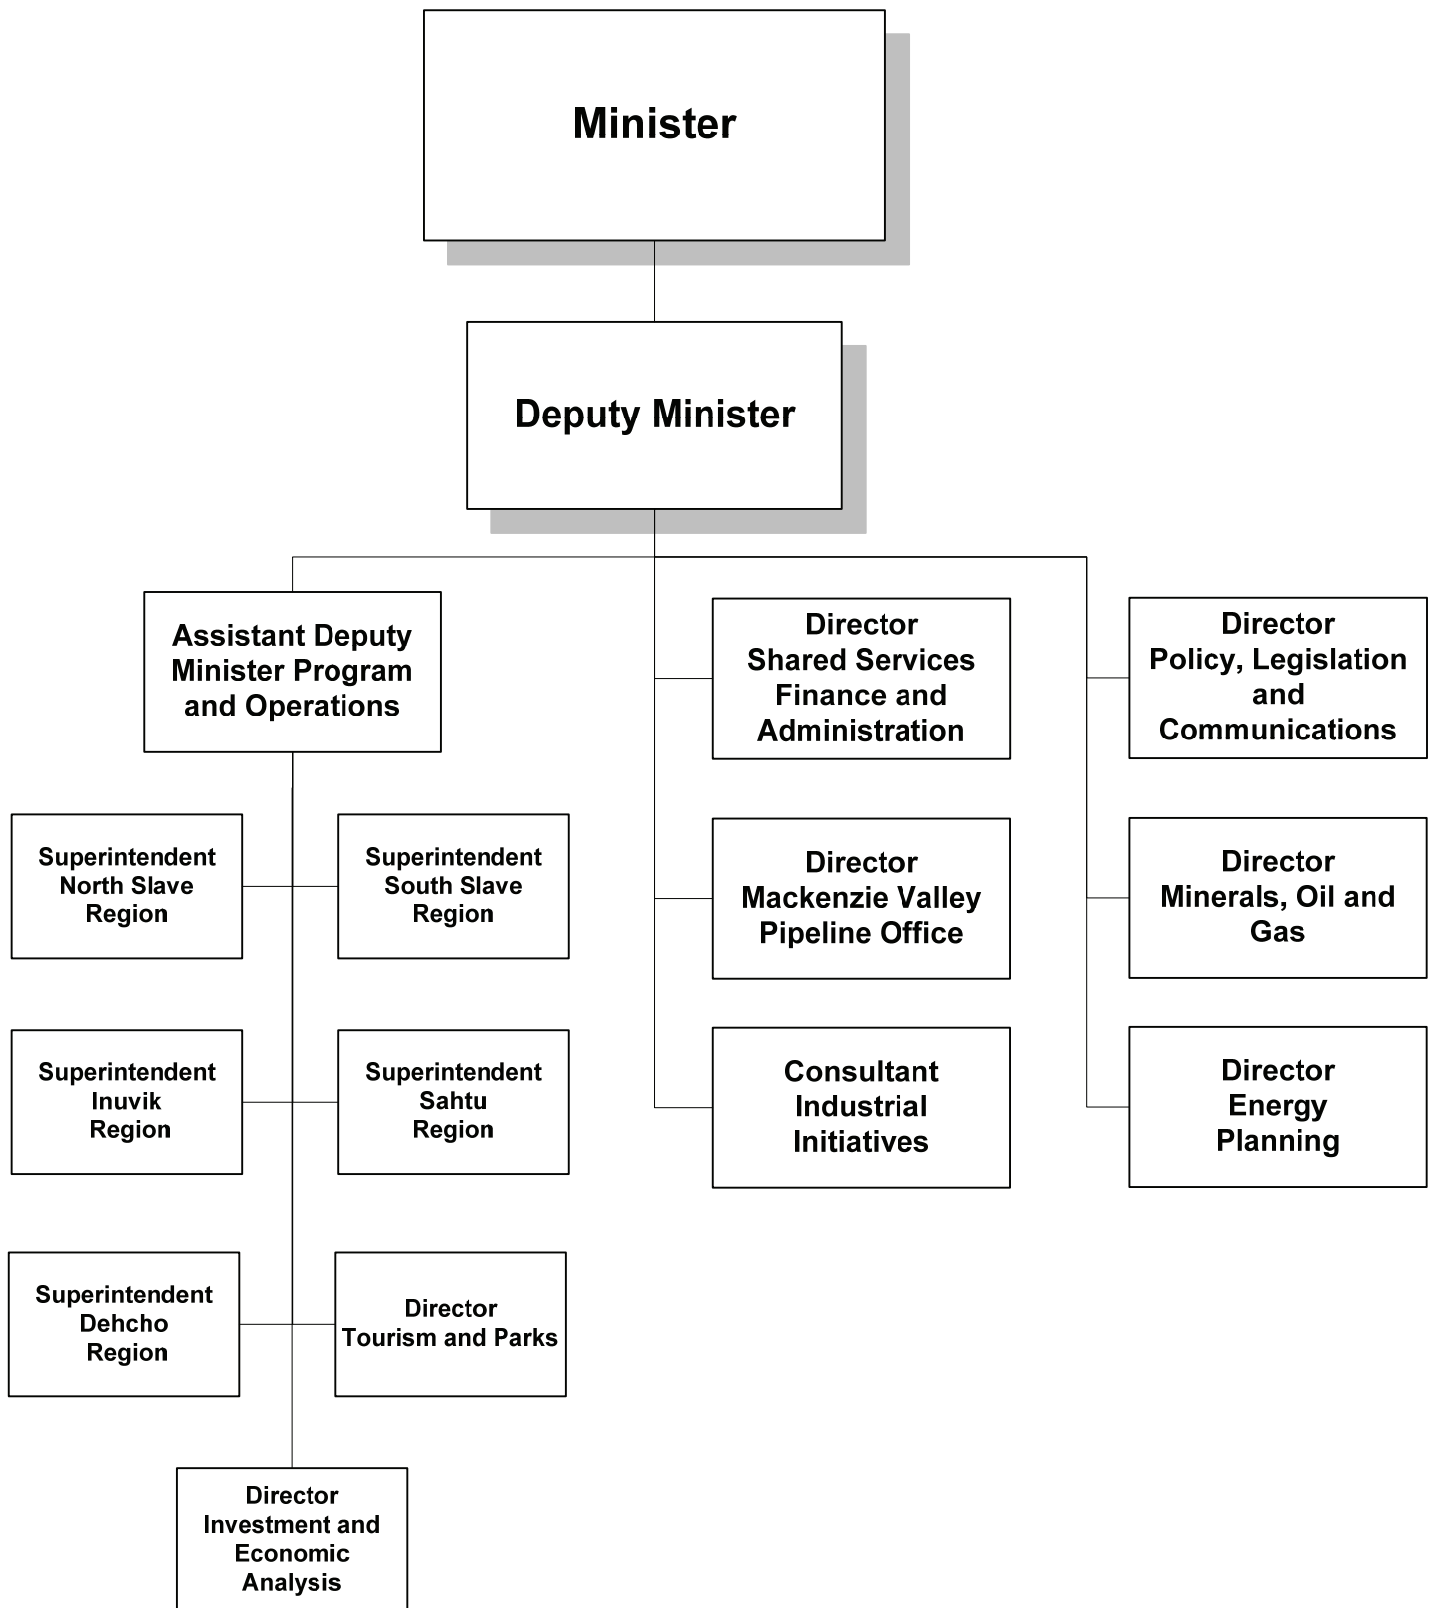 Minister
Deputy Minister
Assistant Deputy
Minister Program
and Operations
Director
Shared Services
Finance and
Administration
Director
Policy, Legislation
and
Communications
Superintendent
North Slave
Region
Superintendent
South Slave
Region
Director
Mackenzie Valley
Pipeline Office
Director
Minerals, Oil and
Gas
Superintendent
Inuvik
Region
Superintendent
Sahtu
Region
Consultant
Industrial
Initiatives
Director
Energy
Planning
Superintendent
Dehcho
Region
Director
Tourism and Parks
Director
Investment and
Economic
Analysis